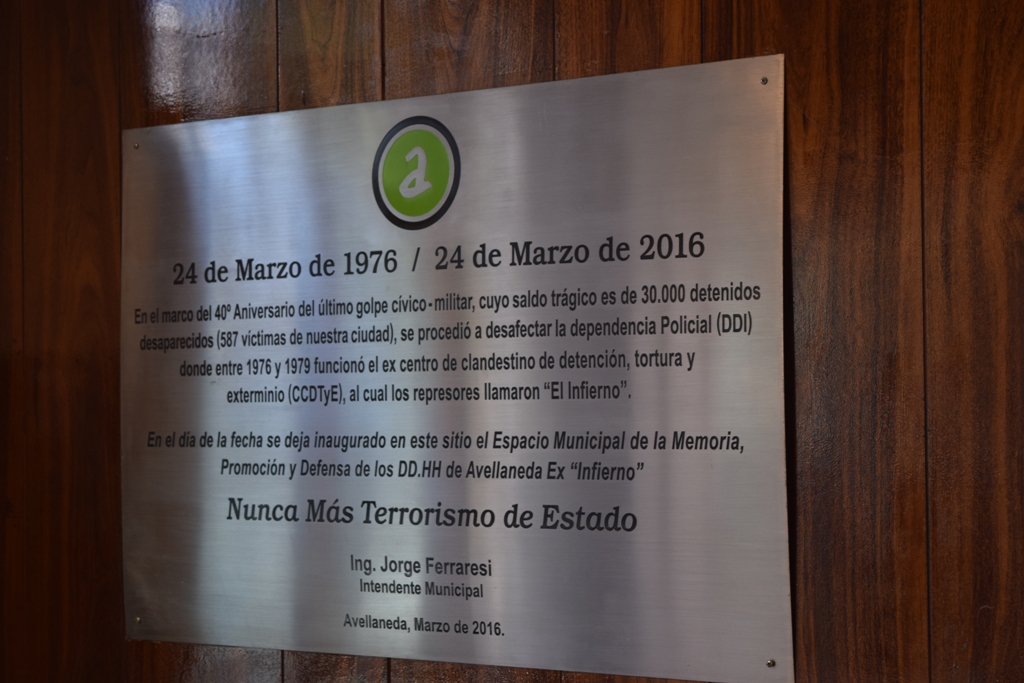 a
24 de Marzo de 1976 / 24 de Marzo de 2016
En el marco del 40º Aniversario del último golpe cívico-militar, cuyo saldo trágico es de 30.000 detenidos
desaparecidos (587 víctimas de nuestra ciudad), se procedió a desafectar la dependencia Policial (DDI)
donde entre 1976 y 1979 funcionó el ex centro de clandestino de detención, tortura y
exterminio (CCDTyE), al cual los represores llamaron "El Infierno".
En el día de la fecha se deja inaugurado en este sitio el Espacio Municipal de la Memoria,
Promoción y Defensa de los DD.HH de Avellaneda Ex "Infierno"
Nunca Más Terrorismo de Estado
Ing. Jorge Ferraresi
Intendente Municipal
Avellaneda, Marzo de 2016.